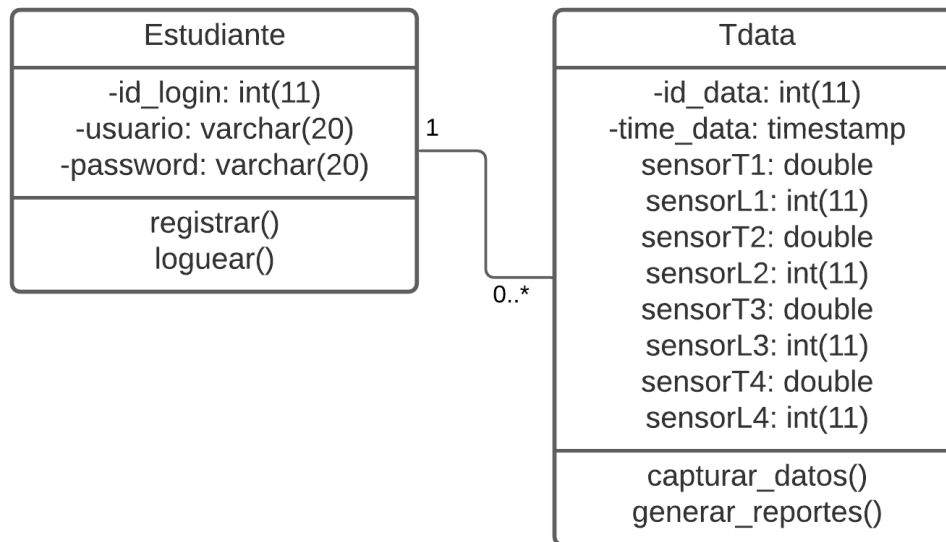 Estudiante
-id_login: int(11)
-usuario: varchar(20)
-password: varchar(20)
registrar()
loguear()
1
0..*
Tdata
-id_data: int(11)
-time_data: timestamp
sensorT1: double
sensorL1: int(11)
sensorT2: double
sensorL2: int(11)
sensorT3: double
sensorL3: int(11)
sensorT4: double
sensorL4: int(11)
capturar_datos()
generar_reportes()